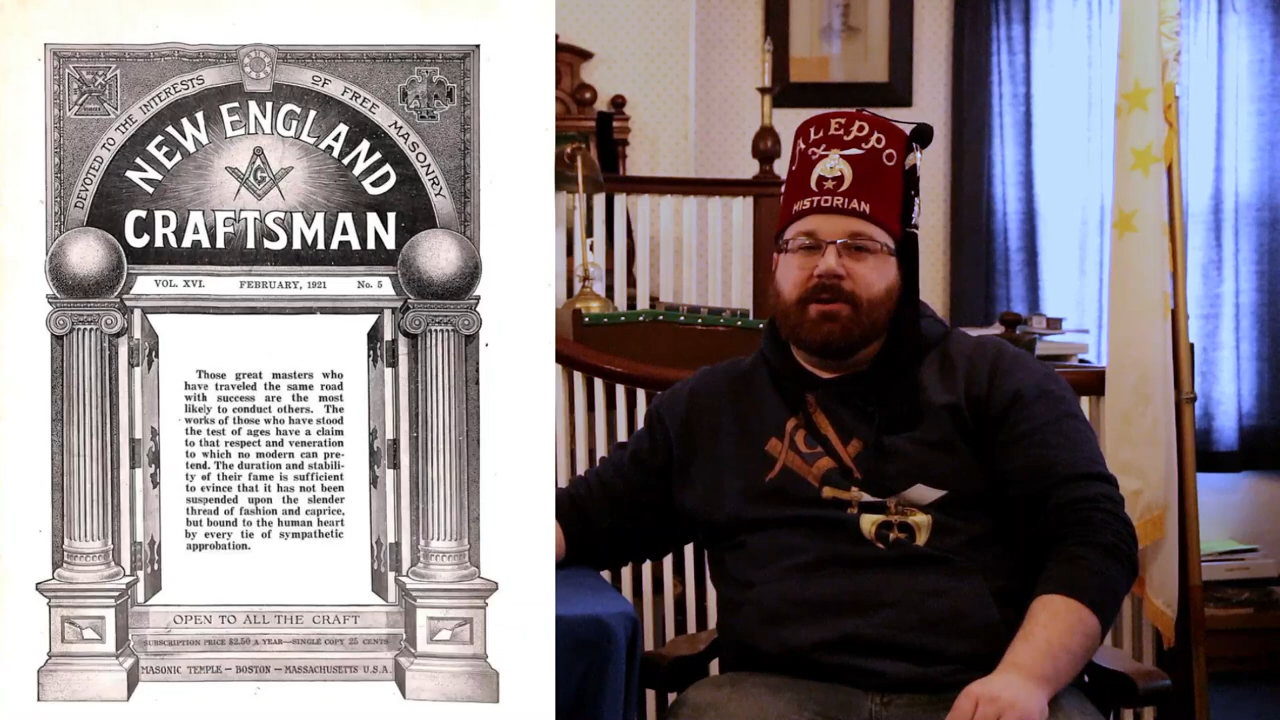 DEVOTED TO THE INTERESTS OF FREE MASONRY
NEW ENGLAND
G
CRAFTSMAN
VOL. XVI. FEBRUARY, 1921 No. 5
Those great masters who
have traveled the same road
with success are the most
likely to conduct others. The
works of those who have stood
the test of ages have a claim
to that respect and veneration
to which no modern can pre-
tend. The duration and stabili-
ty of their fame is sufficient
to evince that it has not been
suspended upon the slender
thread of fashion and caprice,
but bound to the human heart
by every tie of sympathetic
approbation.
OPEN TO ALL THE CRAFT
SUBSCRIPTION PRICE $2.50 A YEAR—SINGLE COPY 25 CENTS
MASONIC TEMPLE – BOSTON – MASSACHUSETTS U.S.A.
ALEPPO
HISTORIAN
G